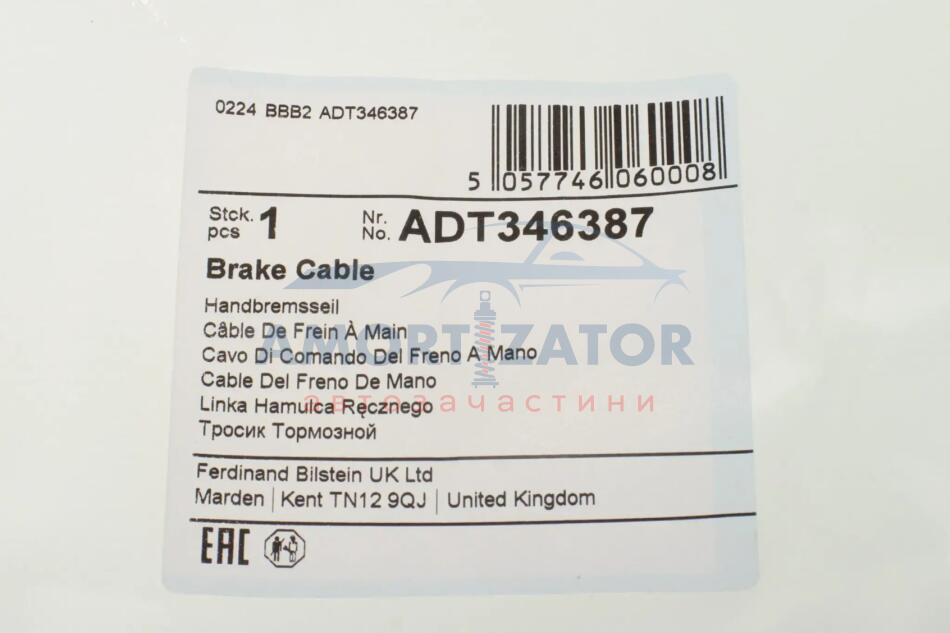 0224 BBB2 ADT346387
5 057746 060008
Stck. pcs 1 Nr. No. ADT346387
Brake Cable
Handbremsseil
Câble De Frein À Main
AMORTIZATOR
Cavo Di Comando Del Freno A Mano
Cable Del Freno De Mano
Linka Hamulca Ręcznego
автозапчастини
Тросик Тормозной
Ferdinand Bilstein UK Ltd
Marden | Kent TN12 9QJ | United Kingdom
EAC